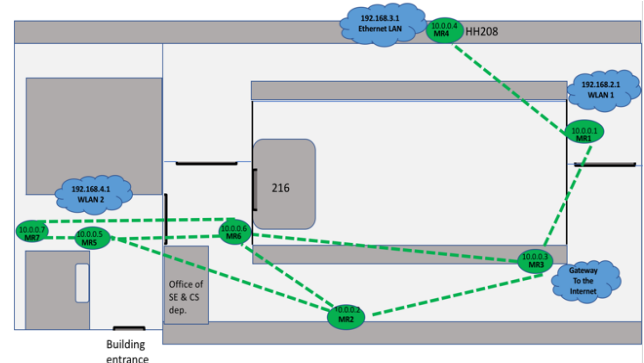 192.168.3.1
Ethernet LAN
10.0.0.4
MR4
HH208
192.168.2.1
WLAN 1
10.0.0.1
MR1
216
192.168.4.1
WLAN 2
10.0.0.7
MR7
10.0.0.5
MR5
10.0.0.6
MR6
10.0.0.3
MR3
Gateway
To the
Internet
Office of
SE & CS
dep.
10.0.0.2
MR2
Building
entrance